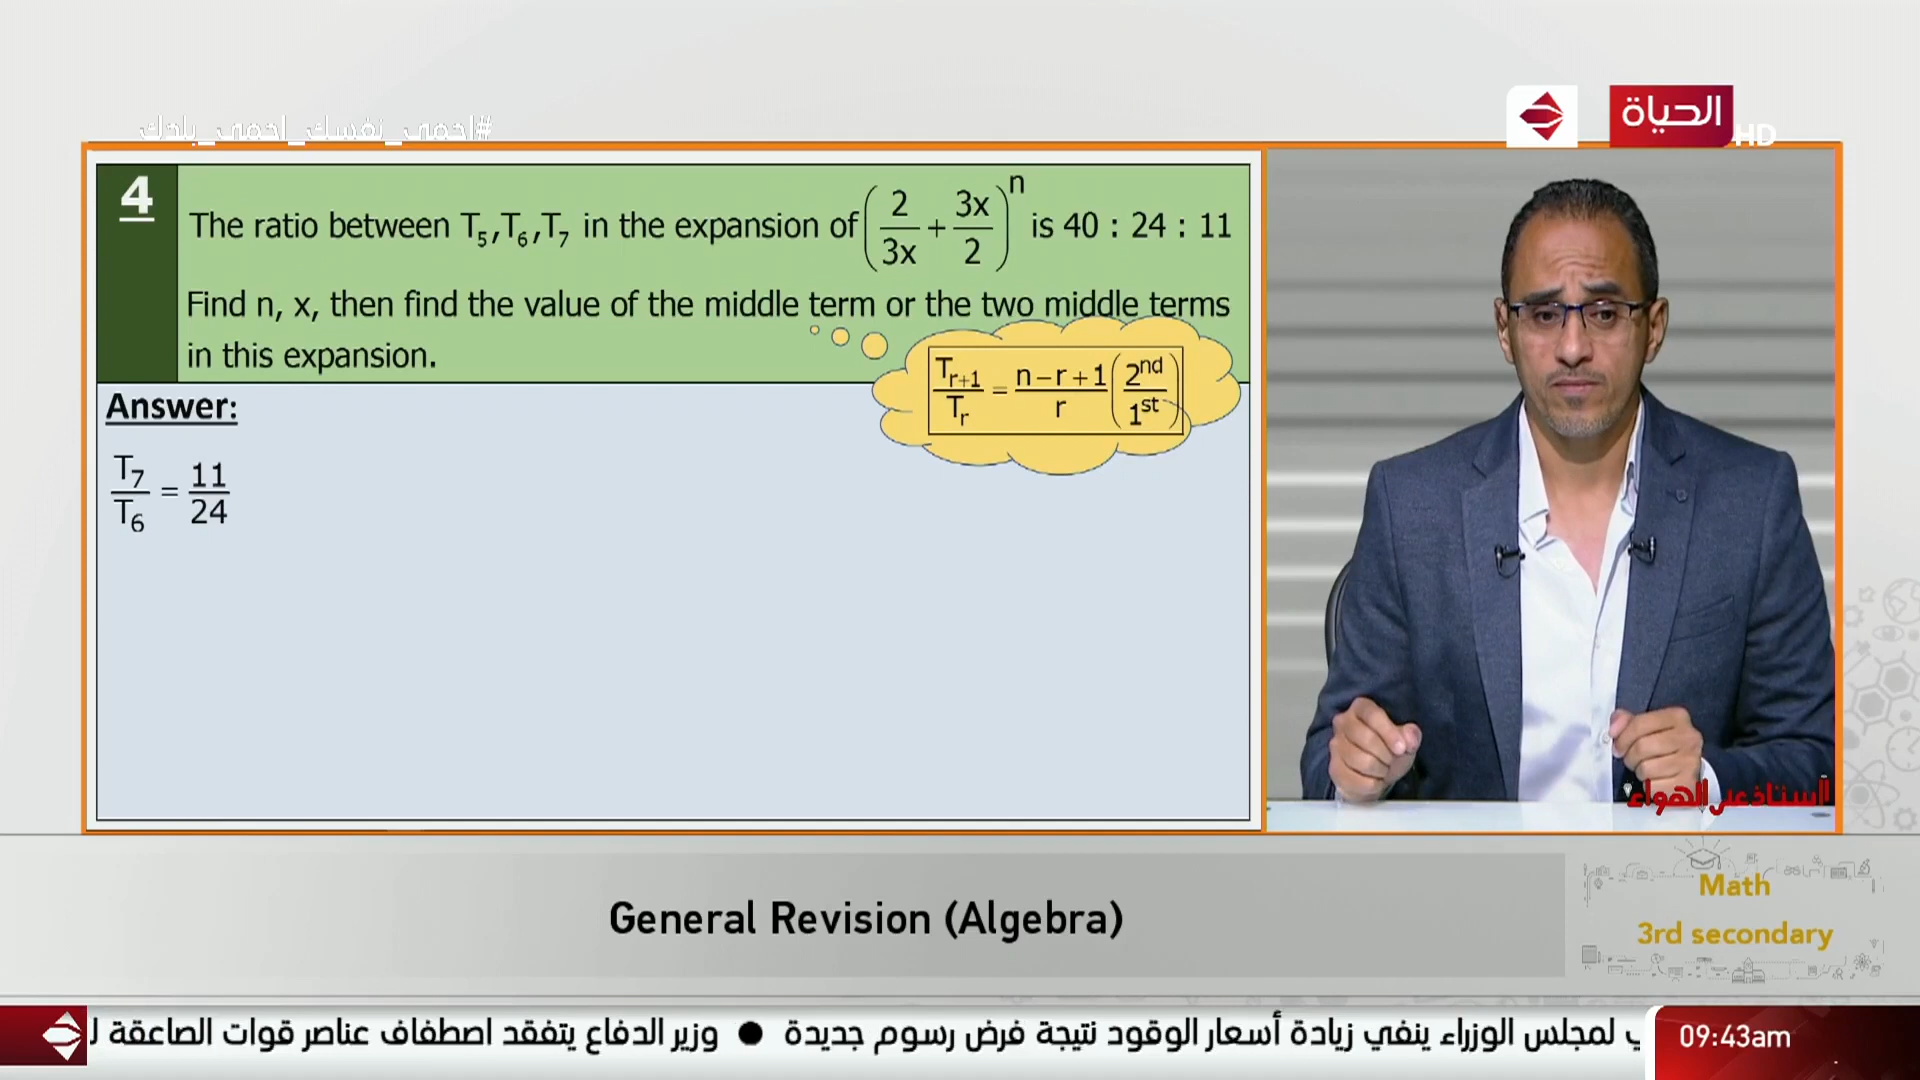 #احمي_نفسك_احمي_بلدك
الحياة
HD
4
The ratio between T₅,T₆,T₇ in the expansion of (2/3x + 3x/2)ⁿ is 40 : 24 : 11
Find n, x, then find the value of the middle term or the two middle terms
in this expansion.
Tr+1/Tr = n−r+1/r (2nd/1st)
Answer:
T₇/T₆ = 11/24
أستاذ على الهواء
General Revision (Algebra)
Math
3rd secondary
لمجلس الوزراء ينفي زيادة أسعار الوقود نتيجة فرض رسوم جديدة ● وزير الدفاع يتفقد اصطفاف عناصر قوات الصاعقة
09:43am